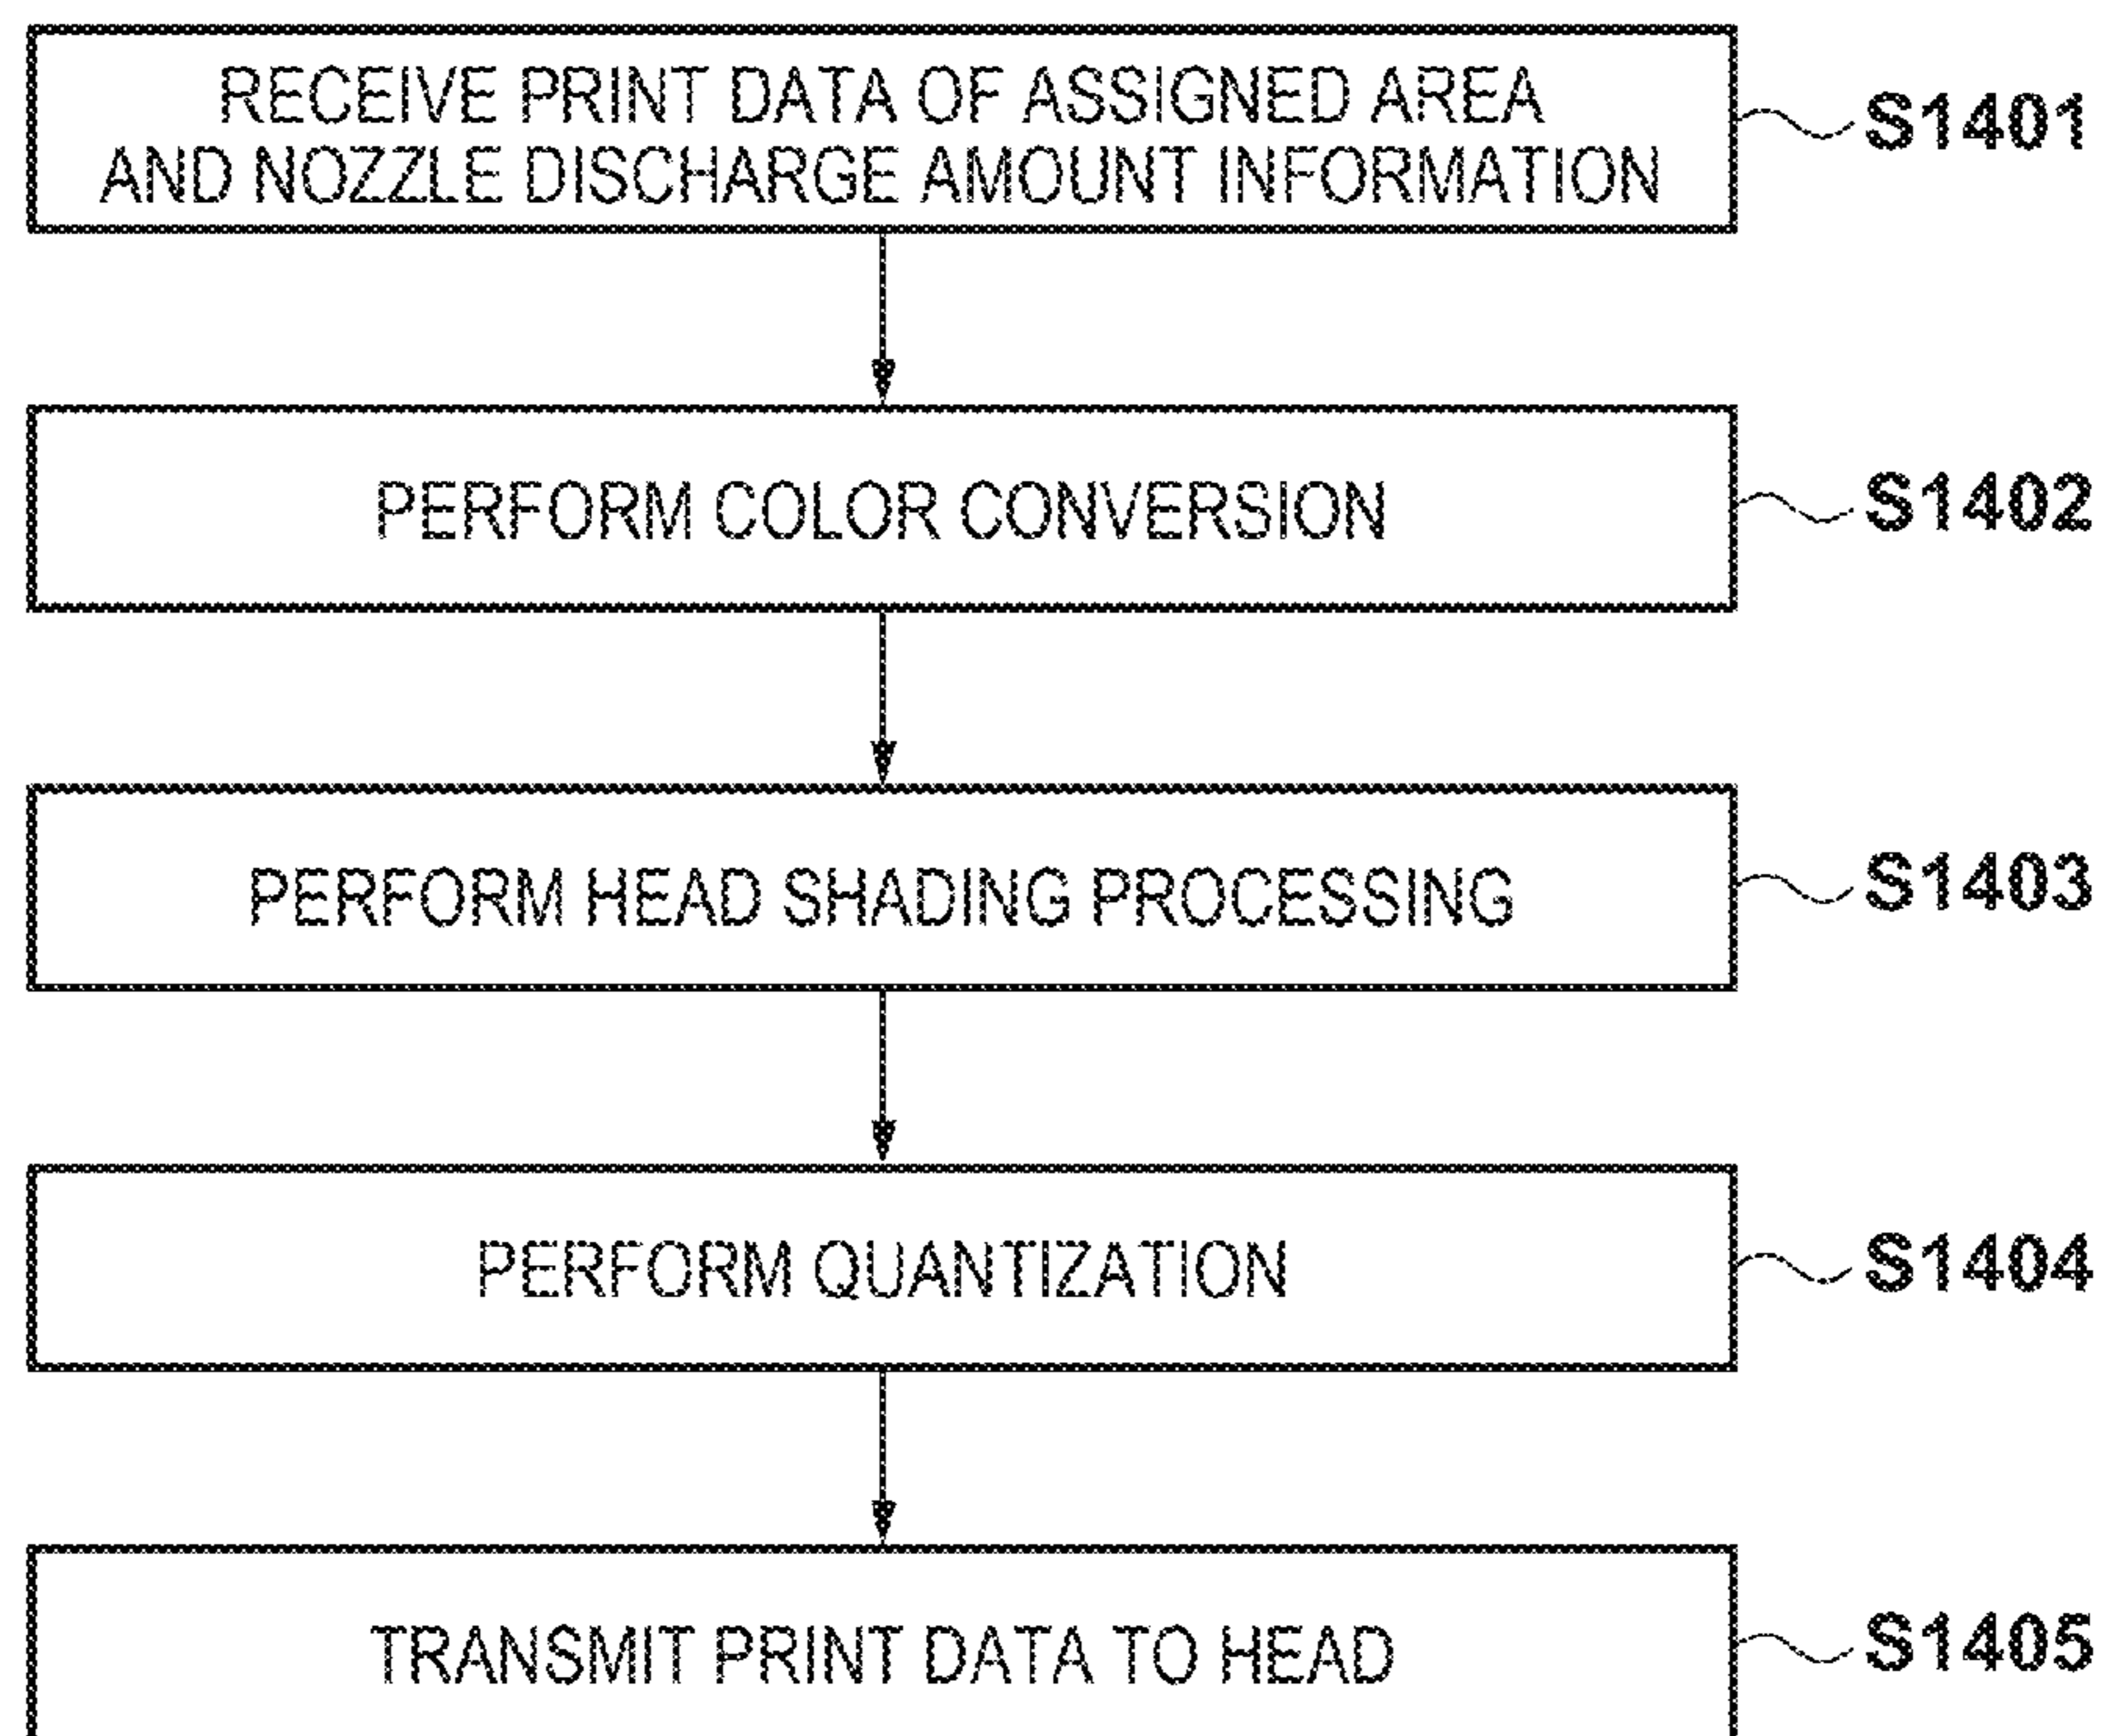 RECEIVE PRINT DATA OF ASSIGNED AREA
AND NOZZLE DISCHARGE AMOUNT INFORMATION
S1401
PERFORM COLOR CONVERSION
S1402
PERFORM HEAD SHADING PROCESSING
S1403
PERFORM QUANTIZATION
S1404
TRANSMIT PRINT DATA TO HEAD
S1405